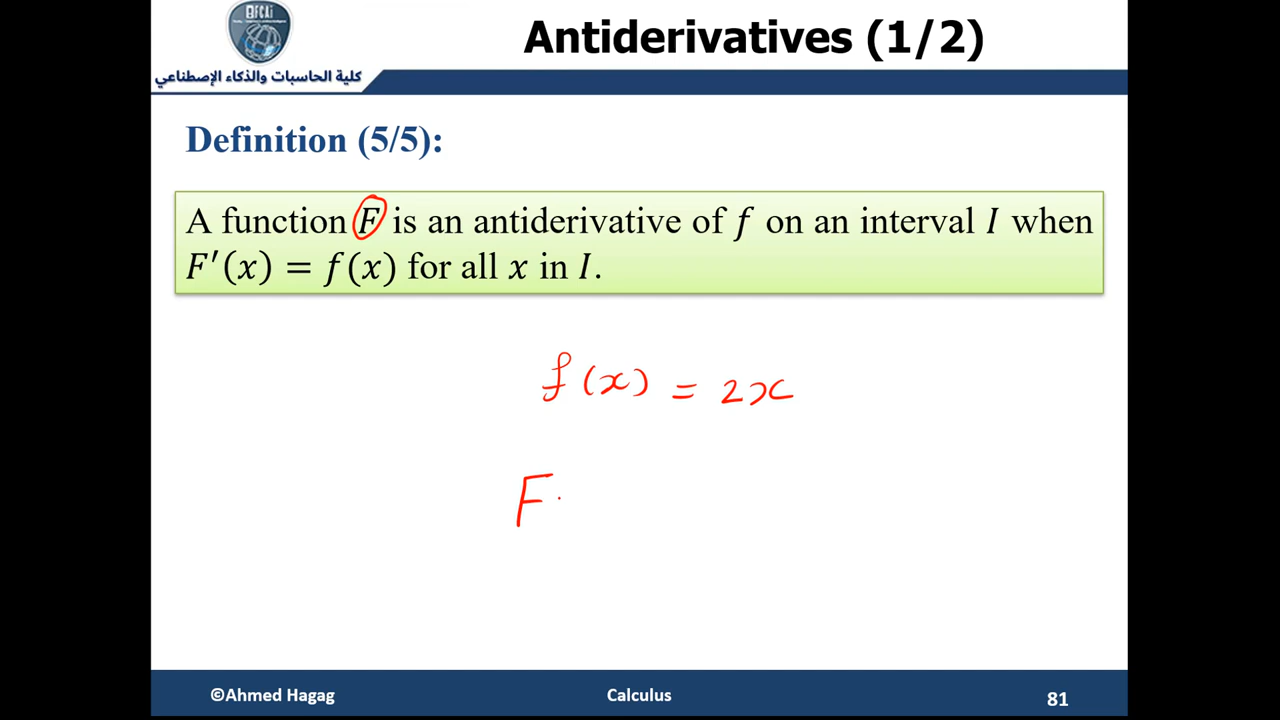 FCAi
Antiderivatives (1/2)
كلية الحاسبات والذكاء الإصطناعي
Definition (5/5):
A function F is an antiderivative of f on an interval I when
F′(x) = f(x) for all x in I.
f(x) = 2x
F
©Ahmed Hagag
Calculus
81